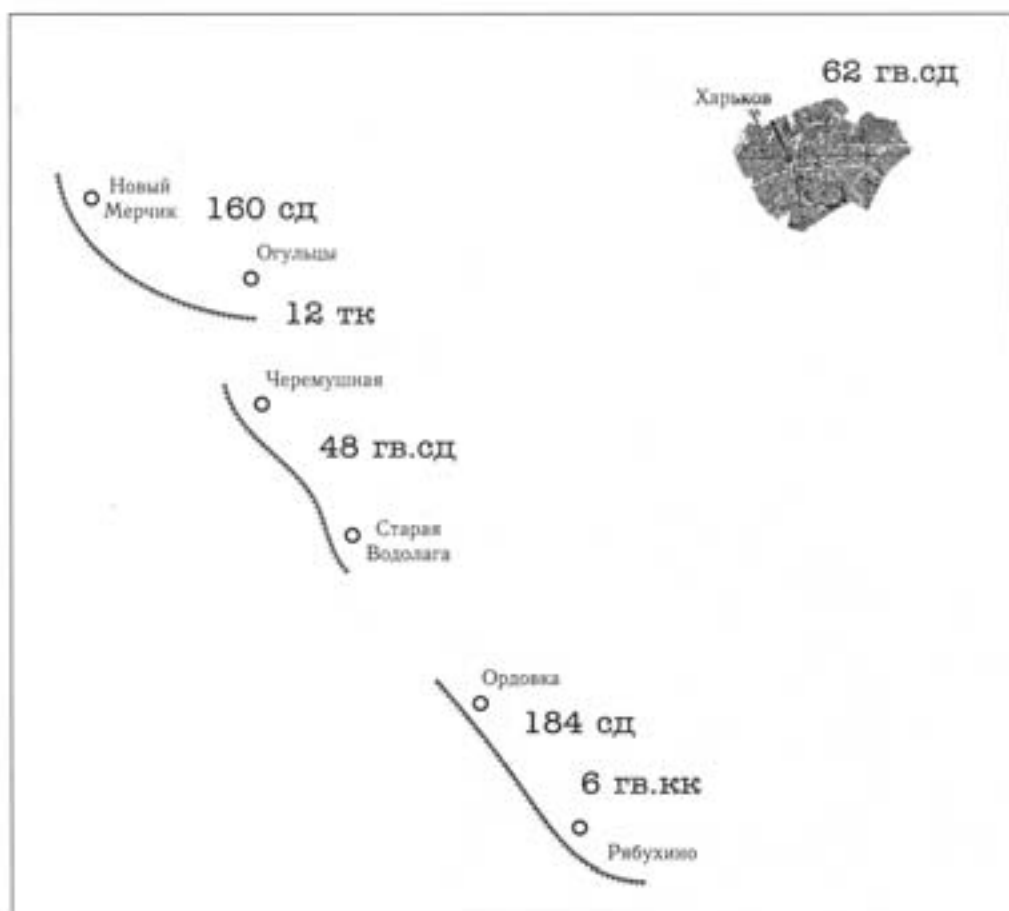 62 гв.сд
Харьков
Новый
Мерчик
160 сд
Огульцы
12 тк
Черемушная
48 гв.сд
Старая
Водолага
Ордовка
184 сд
6 гв.кк
Рябухино